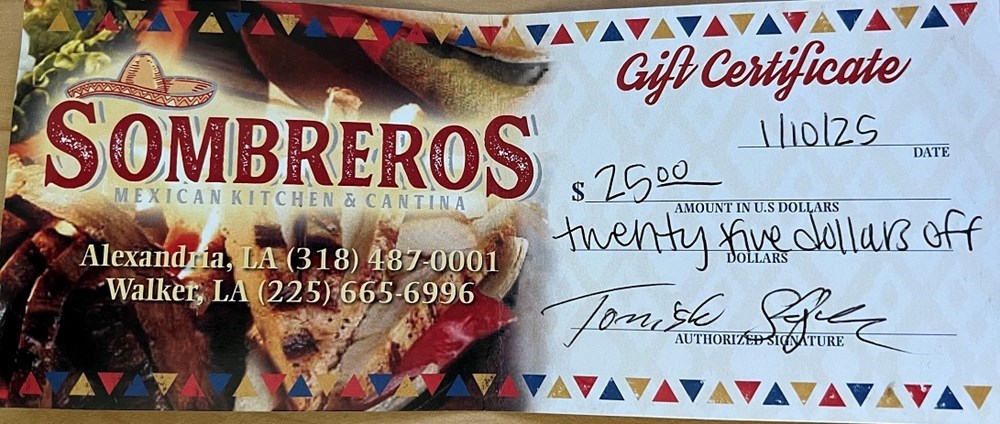 SOMBREROS
MEXICAN KITCHEN & CANTINA
Alexandria, LA (318) 487-0001
Walker, LA (225) 665-6996
Gift Certificate
1/10/25
DATE
$ 25 00
AMOUNT IN U.S DOLLARS
twenty five dollars off
DOLLARS
AUTHORIZED SIGNATURE